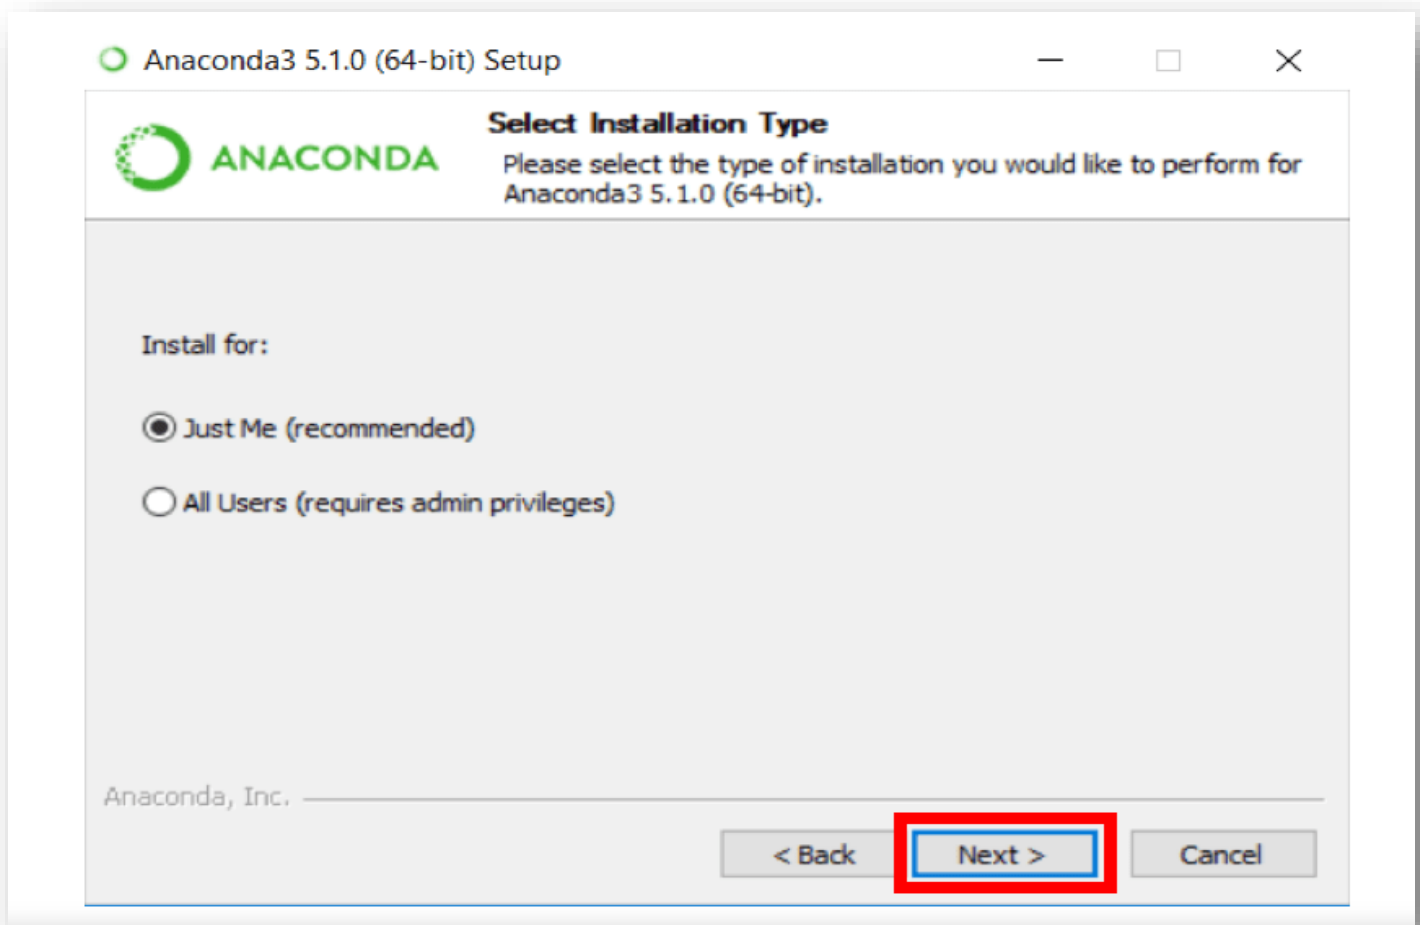 Anaconda3 5.1.0 (64-bit) Setup
ANACONDA
Select Installation Type
Please select the type of installation you would like to perform for
Anaconda3 5.1.0 (64-bit).
Install for:
Just Me (recommended)
All Users (requires admin privileges)
Anaconda, Inc.
< Back
Next >
Cancel